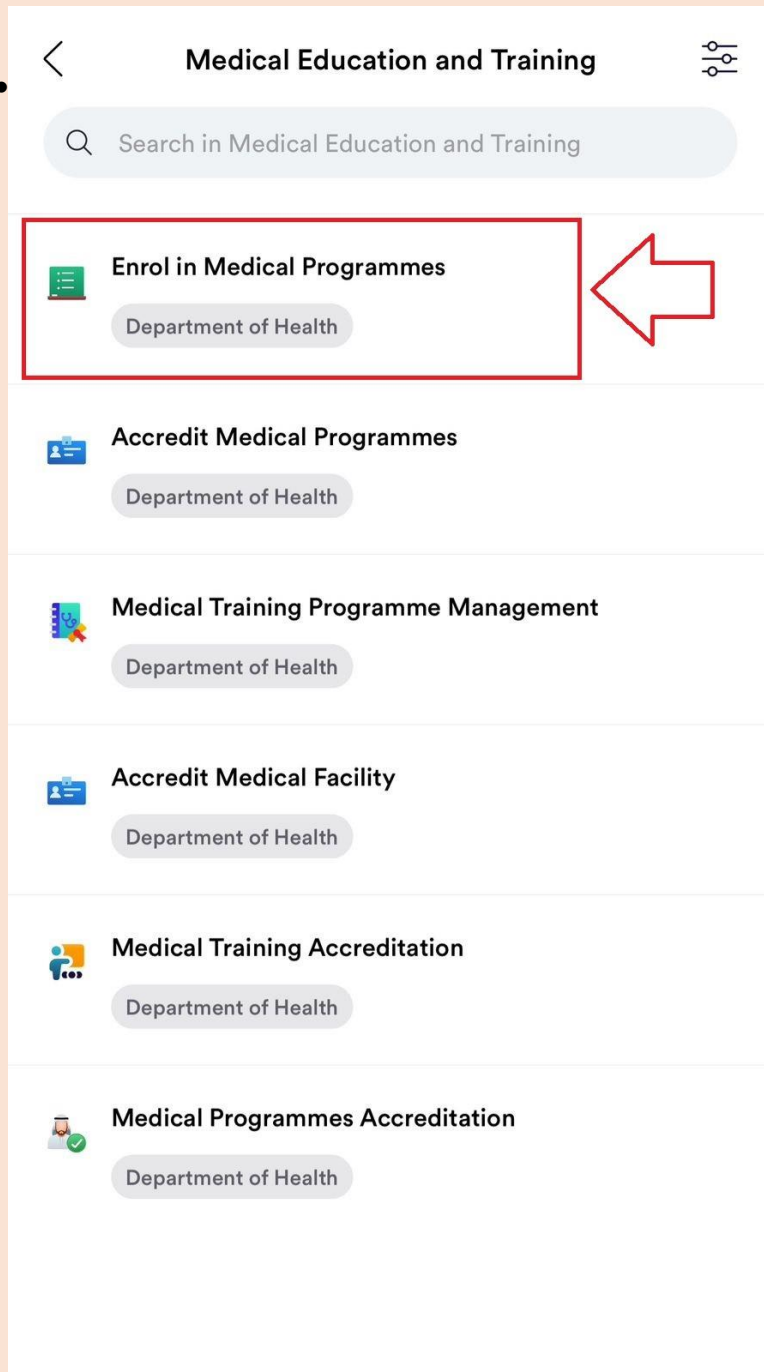 Medical Education and Training
Search in Medical Education and Training
Enrol in Medical Programmes
Department of Health
Accredit Medical Programmes
Department of Health
Medical Training Programme Management
Department of Health
Accredit Medical Facility
Department of Health
Medical Training Accreditation
Department of Health
Medical Programmes Accreditation
Department of Health